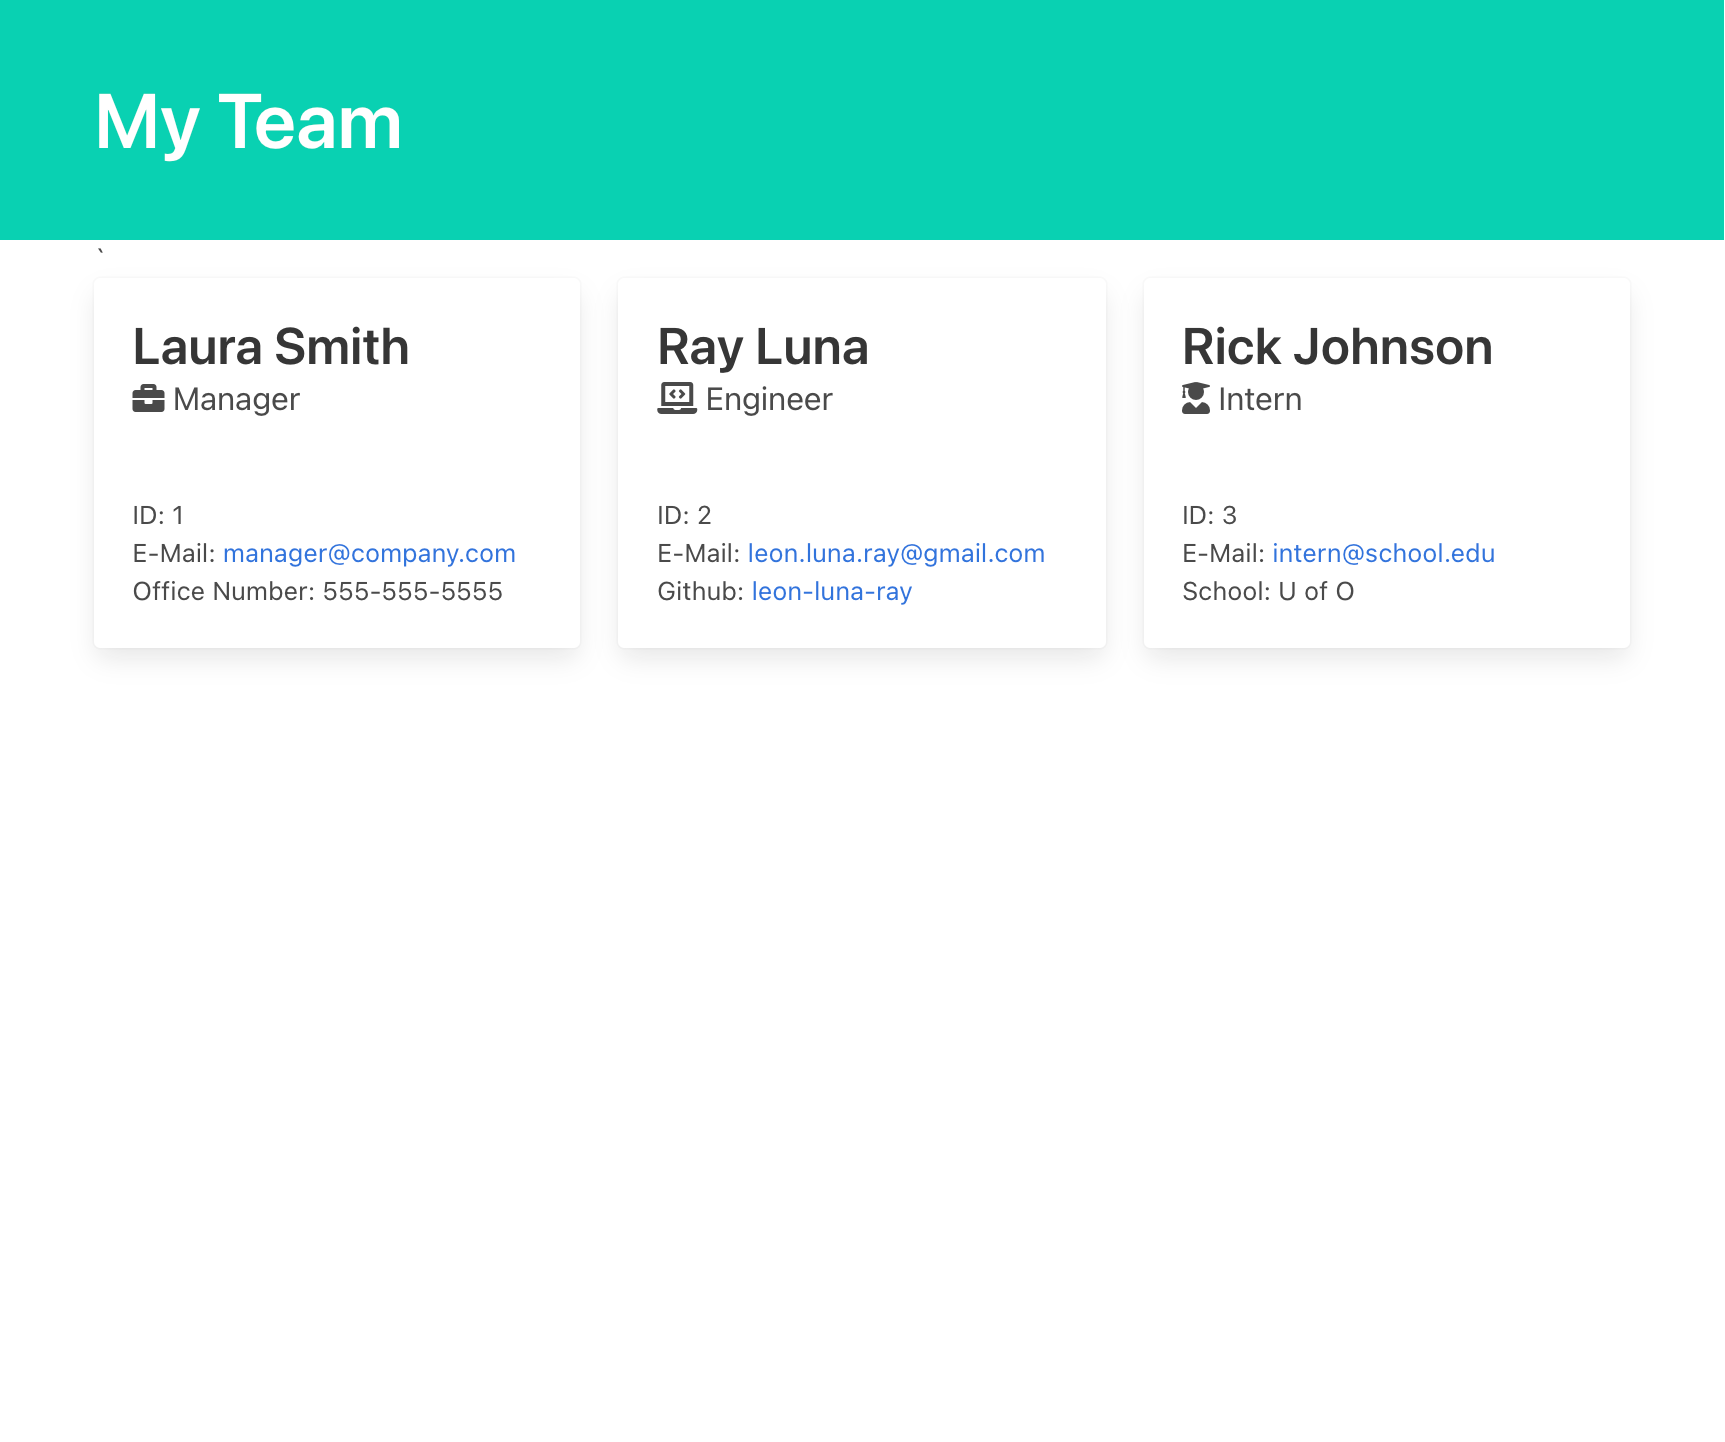 My Team
`
Laura Smith
Manager
ID: 1
E-Mail: manager@company.com
Office Number: 555-555-5555
Ray Luna
Engineer
ID: 2
E-Mail: leon.luna.ray@gmail.com
Github: leon-luna-ray
Rick Johnson
Intern
ID: 3
E-Mail: intern@school.edu
School: U of O